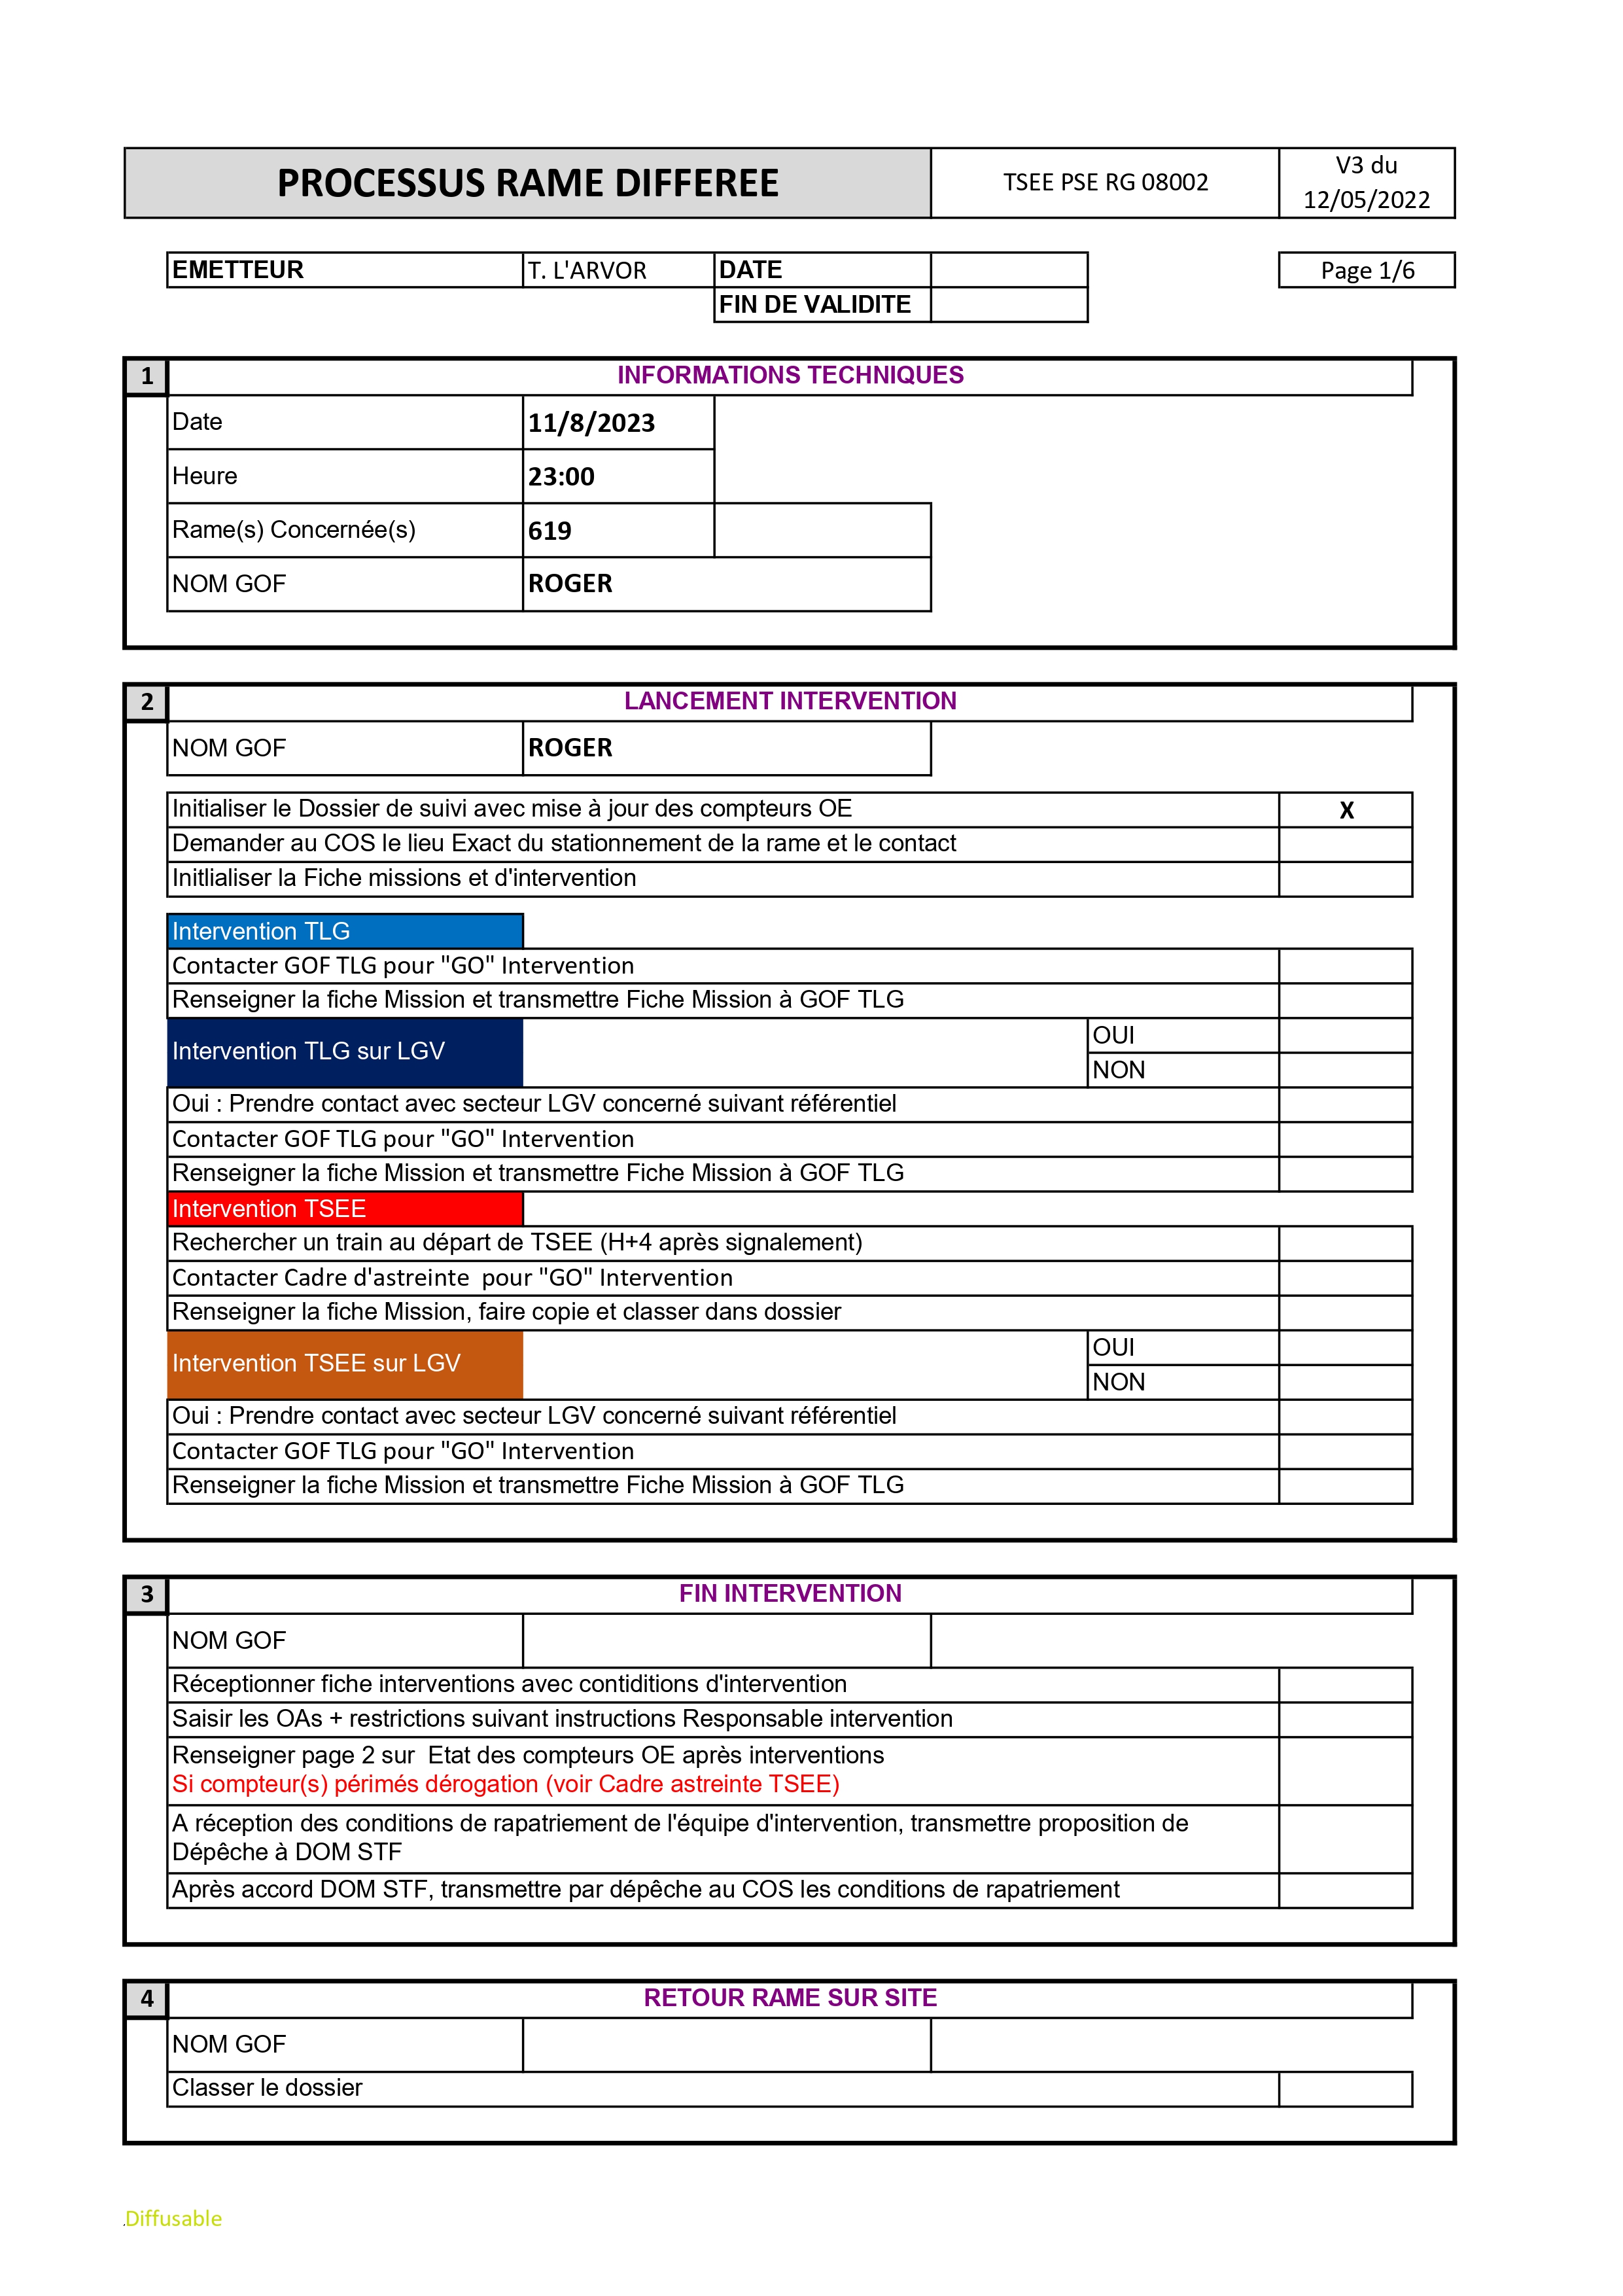 PROCESSUS RAME DIFFEREE
TSEE PSE RG 08002
V3 du
12/05/2022
EMETTEUR
T. L'ARVOR
DATE
Page 1/6
FIN DE VALIDITE
1
INFORMATIONS TECHNIQUES
Date
11/8/2023
Heure
23:00
Rame(s) Concernée(s)
619
NOM GOF
ROGER
2
LANCEMENT INTERVENTION
NOM GOF
ROGER
Initialiser le Dossier de suivi avec mise à jour des compteurs OE
X
Demander au COS le lieu Exact du stationnement de la rame et le contact
Initlialiser la Fiche missions et d'intervention
Intervention TLG
Contacter GOF TLG pour "GO" Intervention
Renseigner la fiche Mission et transmettre Fiche Mission à GOF TLG
Intervention TLG sur LGV
OUI
NON
Oui : Prendre contact avec secteur LGV concerné suivant référentiel
Contacter GOF TLG pour "GO" Intervention
Renseigner la fiche Mission et transmettre Fiche Mission à GOF TLG
Intervention TSEE
Rechercher un train au départ de TSEE (H+4 après signalement)
Contacter Cadre d'astreinte  pour "GO" Intervention
Renseigner la fiche Mission, faire copie et classer dans dossier
Intervention TSEE sur LGV
OUI
NON
Oui : Prendre contact avec secteur LGV concerné suivant référentiel
Contacter GOF TLG pour "GO" Intervention
Renseigner la fiche Mission et transmettre Fiche Mission à GOF TLG
3
FIN INTERVENTION
NOM GOF
Réceptionner fiche interventions avec contiditions d'intervention
Saisir les OAs + restrictions suivant instructions Responsable intervention
Renseigner page 2 sur  Etat des compteurs OE après interventions
Si compteur(s) périmés dérogation (voir Cadre astreinte TSEE)
A réception des conditions de rapatriement de l'équipe d'intervention, transmettre proposition de
Dépêche à DOM STF
Après accord DOM STF, transmettre par dépêche au COS les conditions de rapatriement
4
RETOUR RAME SUR SITE
NOM GOF
Classer le dossier
.Diffusable